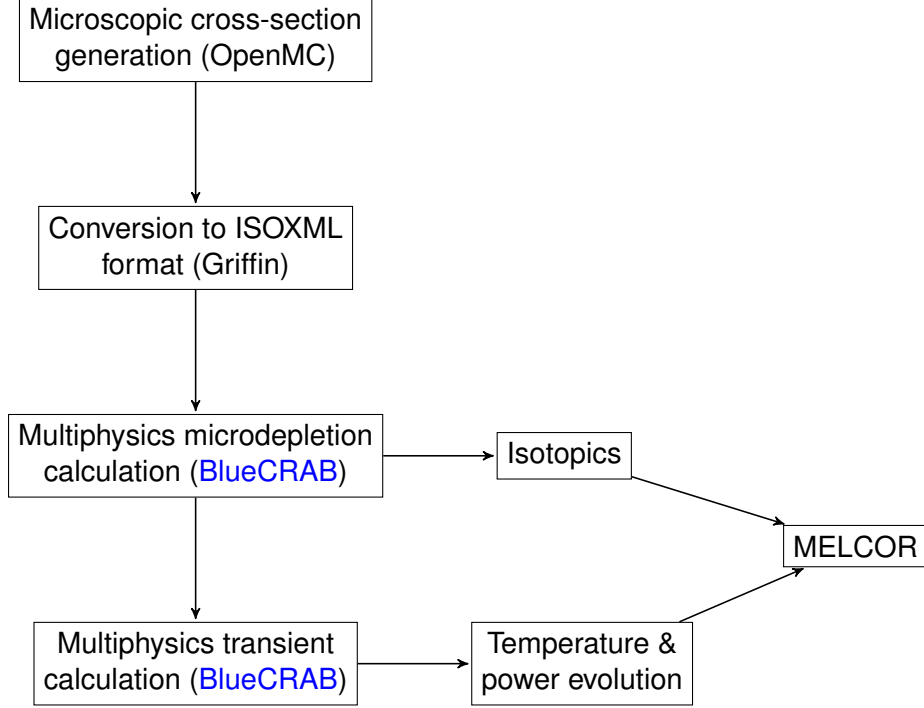 Microscopic cross-section
generation (OpenMC)
Conversion to ISOXML
format (Griffin)
Multiphysics microdepletion
calculation (BlueCRAB)
Isotopics
MELCOR
Multiphysics transient
calculation (BlueCRAB)
Temperature &
power evolution